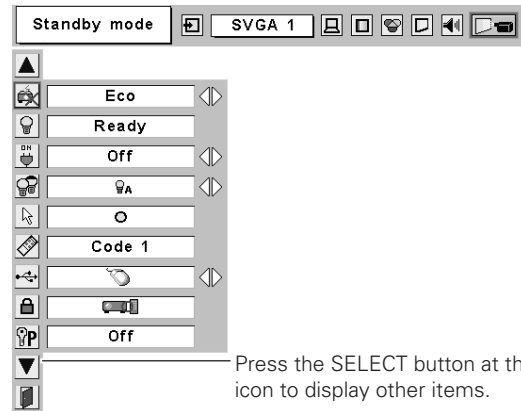 Standby mode SVGA 1
Eco
Ready
ON
Off
A
Code 1
P Off
Press the SELECT button at
icon to display other items.